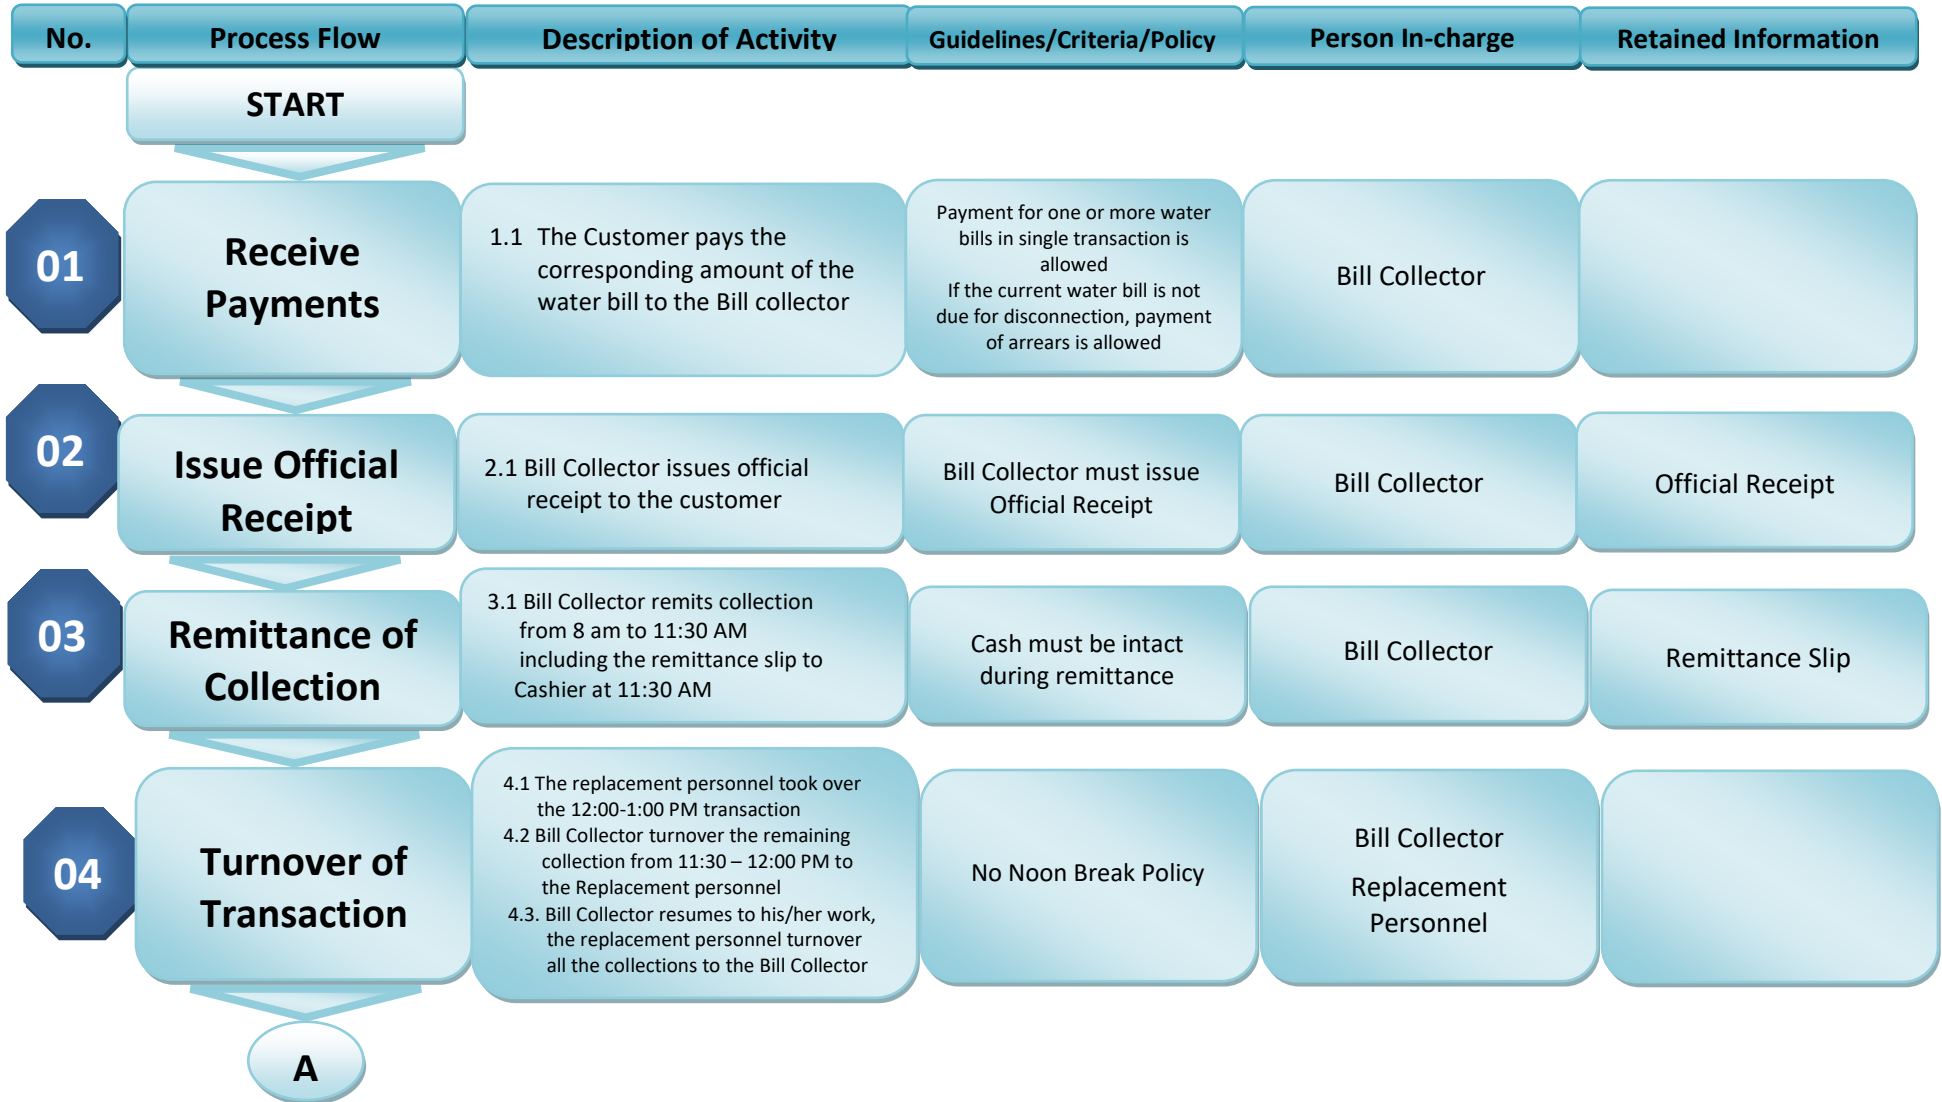 No.
Process Flow
Description of Activity
Guidelines/Criteria/Policy
Person In-charge
Retained Information
START
01
Receive
Payments
1.1 The Customer pays the
corresponding amount of the
water bill to the Bill collector
Payment for one or more water
bills in single transaction is
allowed
If the current water bill is not
due for disconnection, payment
of arrears is allowed
Bill Collector
02
Issue Official
Receipt
2.1 Bill Collector issues official
receipt to the customer
Bill Collector must issue
Official Receipt
Bill Collector
Official Receipt
03
Remittance of
Collection
3.1 Bill Collector remits collection
from 8 am to 11:30 AM
including the remittance slip to
Cashier at 11:30 AM
Cash must be intact
during remittance
Bill Collector
Remittance Slip
04
Turnover of
Transaction
4.1 The replacement personnel took over
the 12:00-1:00 PM transaction
4.2 Bill Collector turnover the remaining
collection from 11:30 – 12:00 PM to
the Replacement personnel
4.3. Bill Collector resumes to his/her work,
the replacement personnel turnover
all the collections to the Bill Collector
No Noon Break Policy
Bill Collector
Replacement
Personnel
A